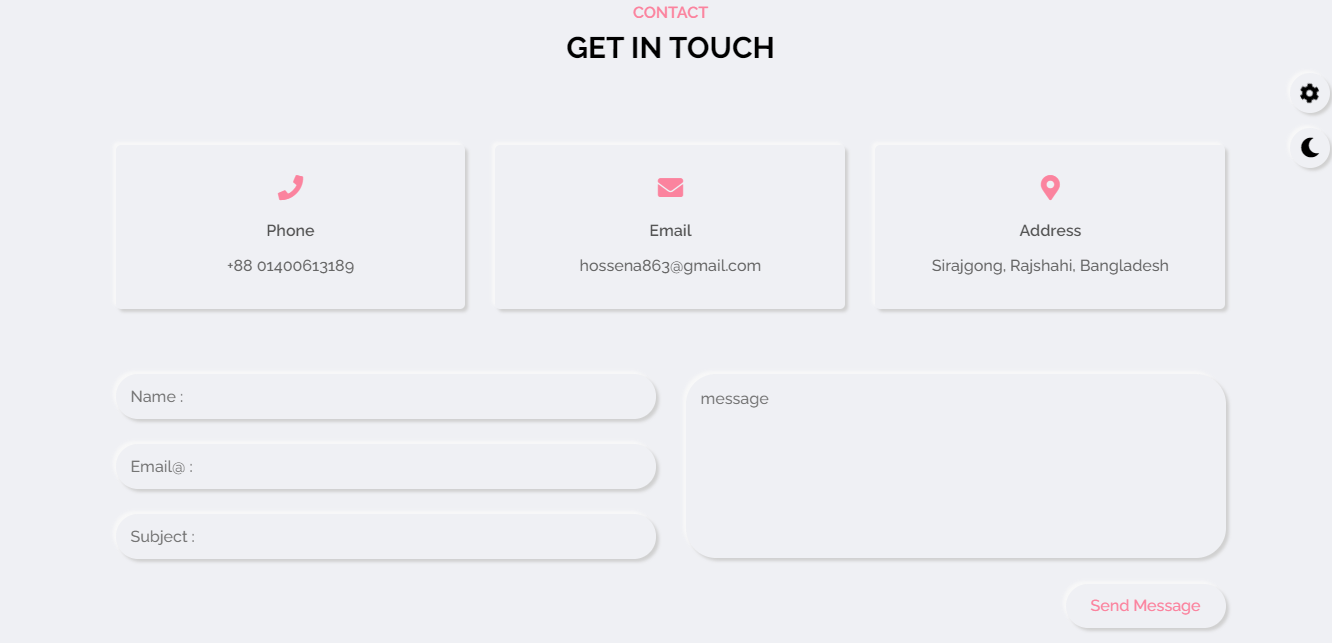 CONTACT
GET IN TOUCH
Phone
+88 01400613189
Email
hossena863@gmail.com
Address
Sirajgong, Rajshahi, Bangladesh
Name :
Email@ :
Subject :
message
Send Message